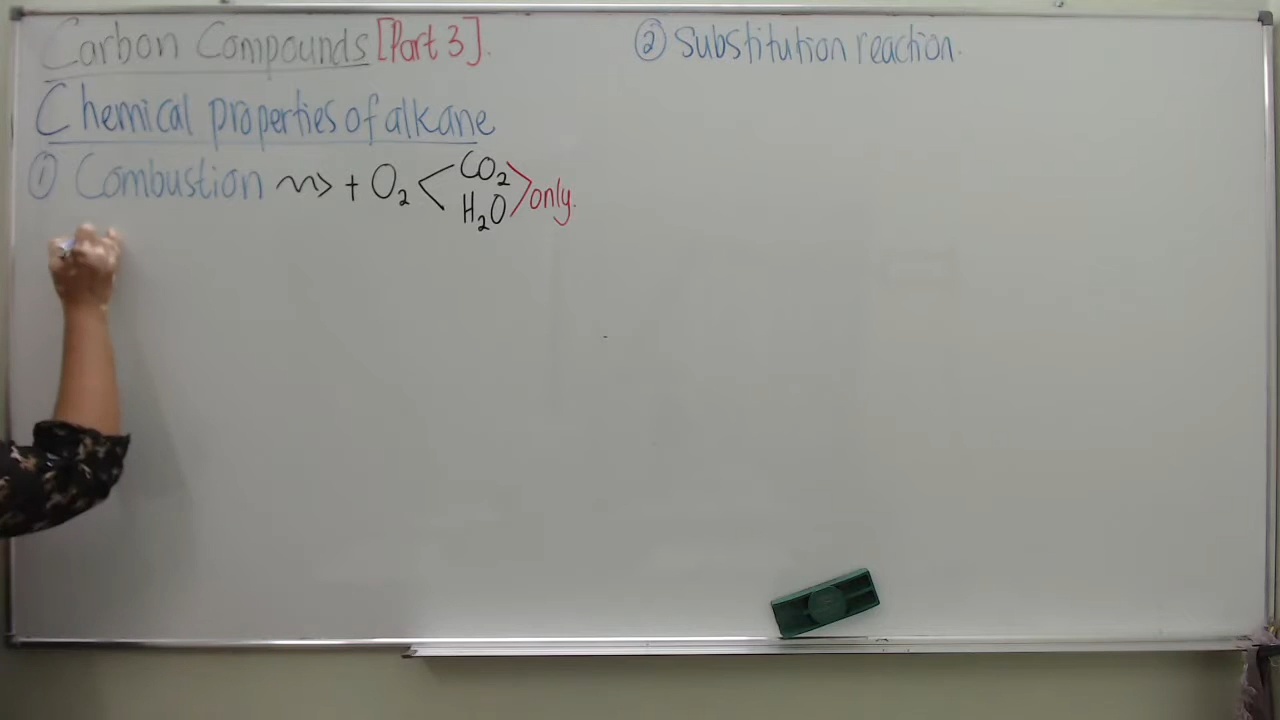 Carbon Compounds [Part 3].
Chemical properties of alkane
① Combustion ⇝ + O₂ < CO₂
H₂O > only.
② Substitution reaction.